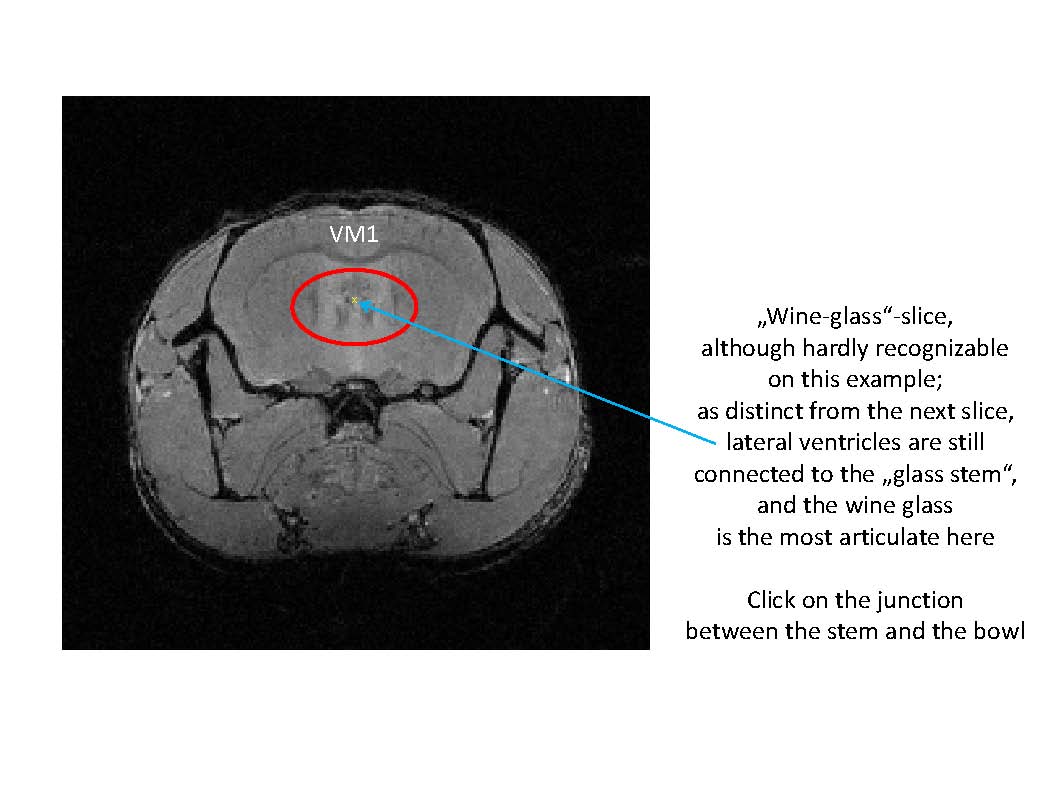 VM1
„Wine-glass“-slice,
although hardly recognizable
on this example;
as distinct from the next slice,
lateral ventricles are still
connected to the „glass stem“,
and the wine glass
is the most articulate here
Click on the junction
between the stem and the bowl